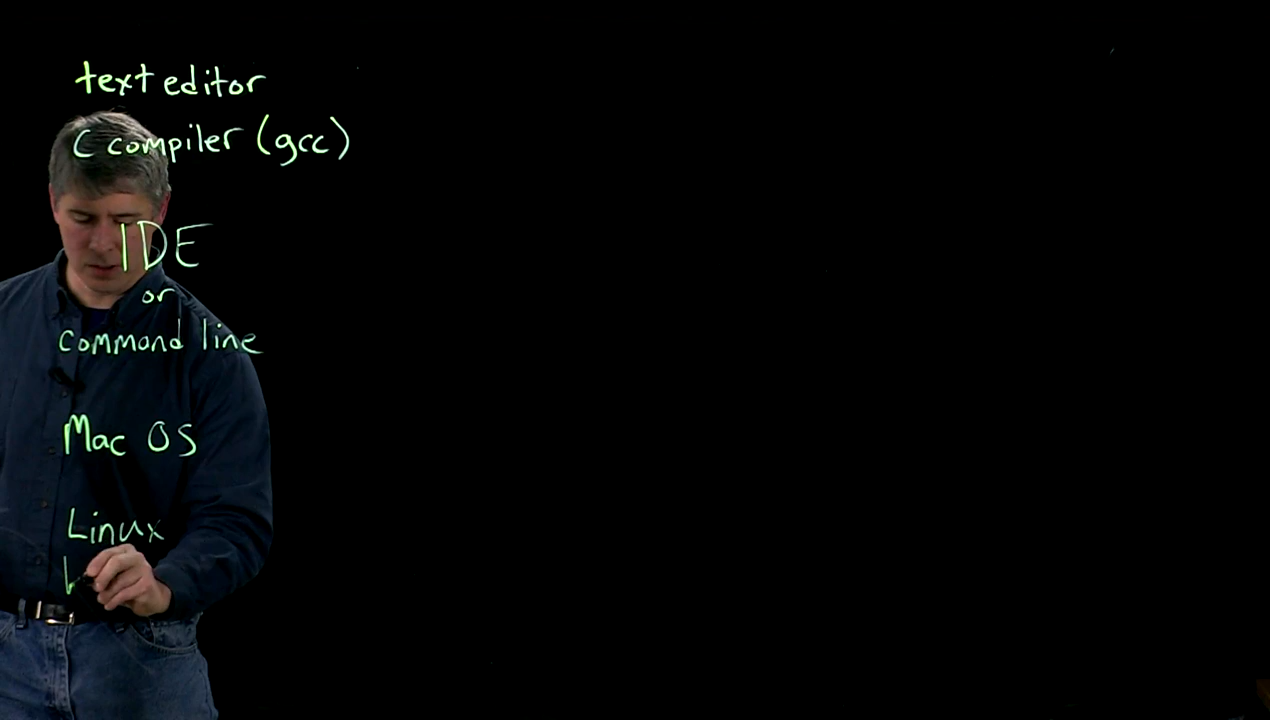 text editor
C compiler (gcc)
IDE
or
command line
Mac OS
Linux